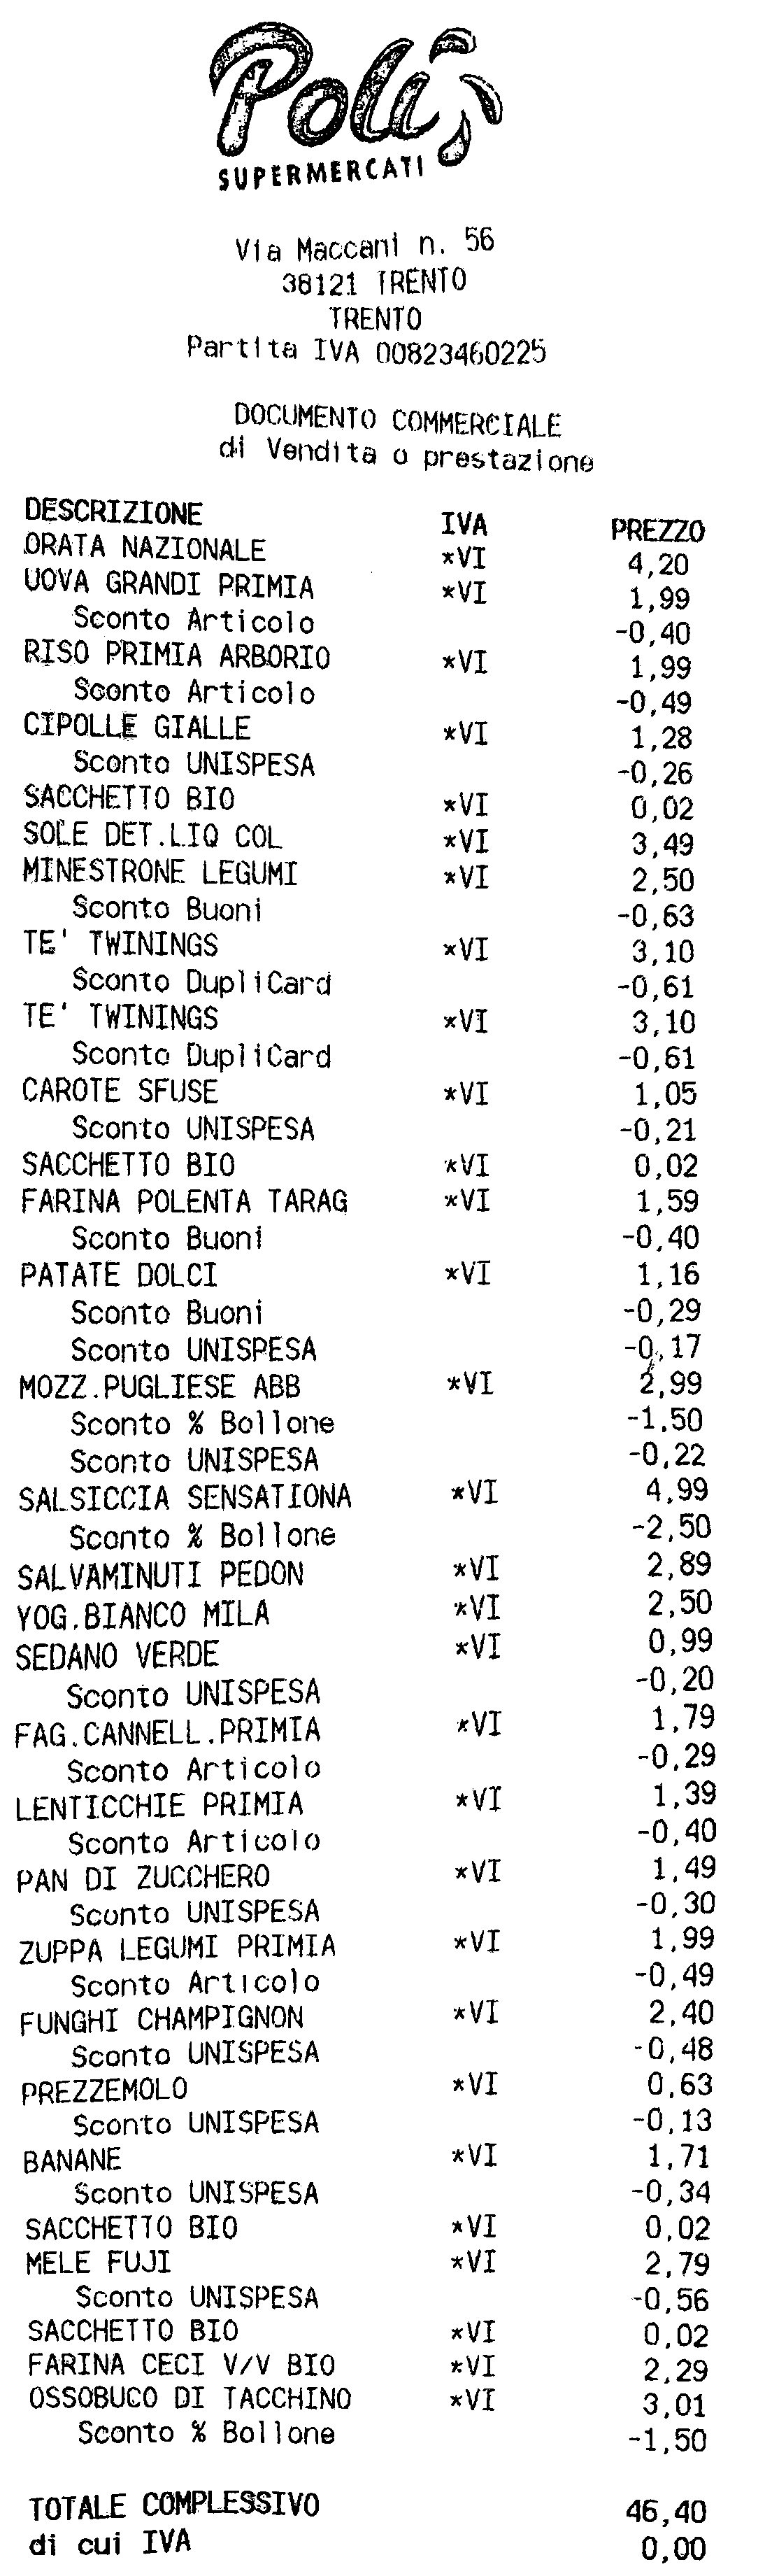 Poli
SUPERMERCATI
Via Maccani n. 56
38121 TRENTO
TRENTO
Partita IVA 00823460225
DOCUMENTO COMMERCIALE
di Vendita o prestazione
DESCRIZIONE IVA PREZZO
ORATA NAZIONALE *VI 4,20
UOVA GRANDI PRIMIA *VI 1,99
Sconto Articolo -0,40
RISO PRIMIA ARBORIO *VI 1,99
Sconto Articolo -0,49
CIPOLLE GIALLE *VI 1,28
Sconto UNISPESA -0,26
SACCHETTO BIO *VI 0,02
SOLE DET.LIQ COL *VI 3,49
MINESTRONE LEGUMI *VI 2,50
Sconto Buoni -0,63
TE' TWININGS *VI 3,10
Sconto DupliCard -0,61
TE' TWININGS *VI 3,10
Sconto DupliCard -0,61
CAROTE SFUSE *VI 1,05
Sconto UNISPESA -0,21
SACCHETTO BIO *VI 0,02
FARINA POLENTA TARAG *VI 1,59
Sconto Buoni -0,40
PATATE DOLCI *VI 1,16
Sconto Buoni -0,29
Sconto UNISPESA -0,17
MOZZ.PUGLIESE ABB *VI 2,99
Sconto % Bollone -1,50
Sconto UNISPESA -0,22
SALSICCIA SENSATIONA *VI 4,99
Sconto % Bollone -2,50
SALVAMINUTI PEDON *VI 2,89
YOG.BIANCO MILA *VI 2,50
SEDANO VERDE *VI 0,99
Sconto UNISPESA -0,20
FAG.CANNELL.PRIMIA *VI 1,79
Sconto Articolo -0,29
LENTICCHIE PRIMIA *VI 1,39
Sconto Articolo -0,40
PAN DI ZUCCHERO *VI 1,49
Sconto UNISPESA -0,30
ZUPPA LEGUMI PRIMIA *VI 1,99
Sconto Articolo -0,49
FUNGHI CHAMPIGNON *VI 2,40
Sconto UNISPESA -0,48
PREZZEMOLO *VI 0,63
Sconto UNISPESA -0,13
BANANE *VI 1,71
Sconto UNISPESA -0,34
SACCHETTO BIO *VI 0,02
MELE FUJI *VI 2,79
Sconto UNISPESA -0,56
SACCHETTO BIO *VI 0,02
FARINA CECI V/V BIO *VI 2,29
OSSOBUCO DI TACCHINO *VI 3,01
Sconto % Bollone -1,50
TOTALE COMPLESSIVO 46,40
di cui IVA 0,00